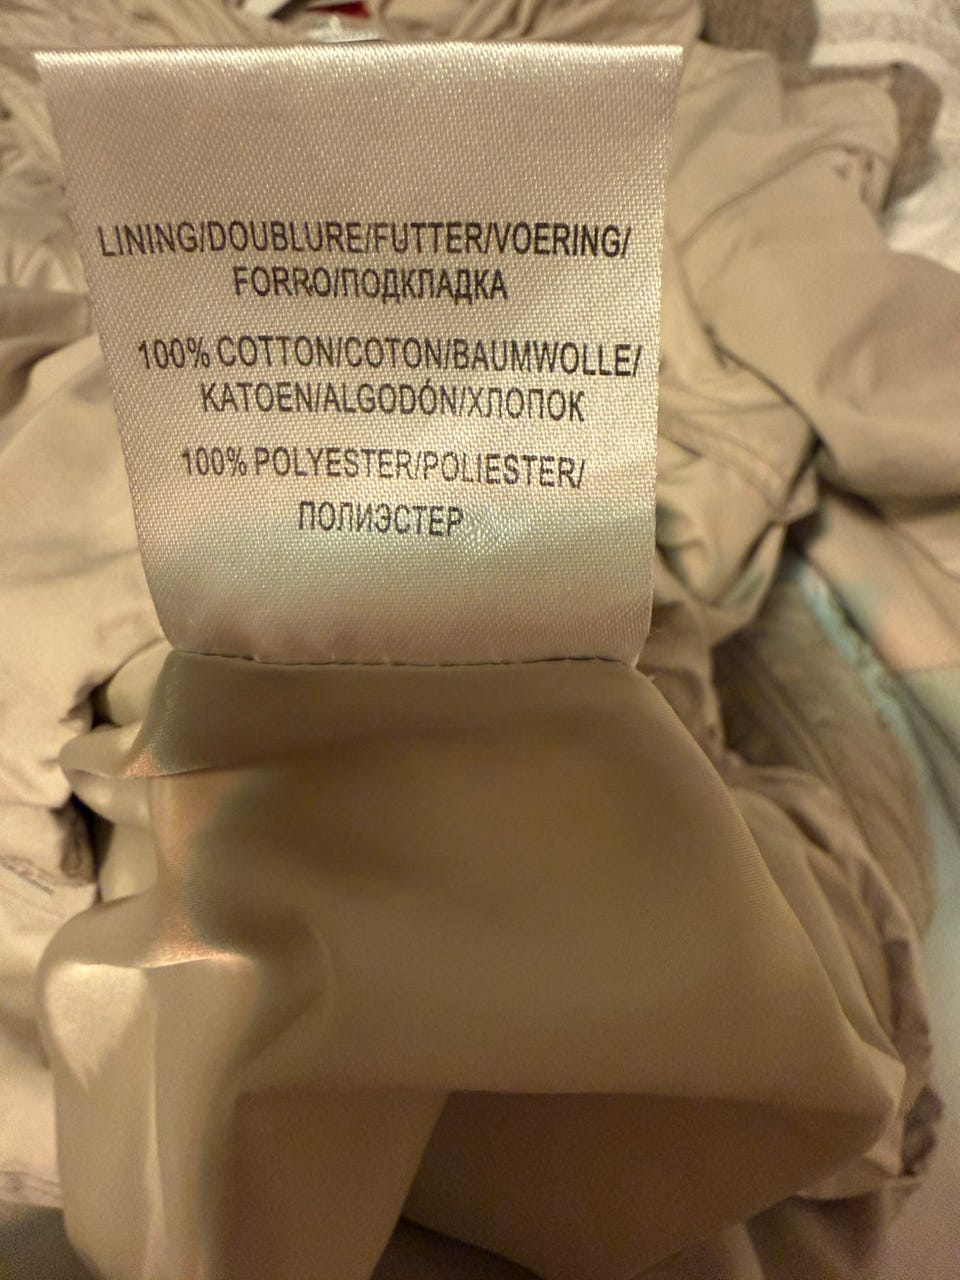 LINING/DOUBLURE/FUTTER/VOERING/
FORRO/ПОДКЛАДКА
100% COTTON/COTON/BAUMWOLLE/
KATOEN/ALGODÓN/ХЛОПОК
100% POLYESTER/POLIESTER/
ПОЛИЭСТЕР